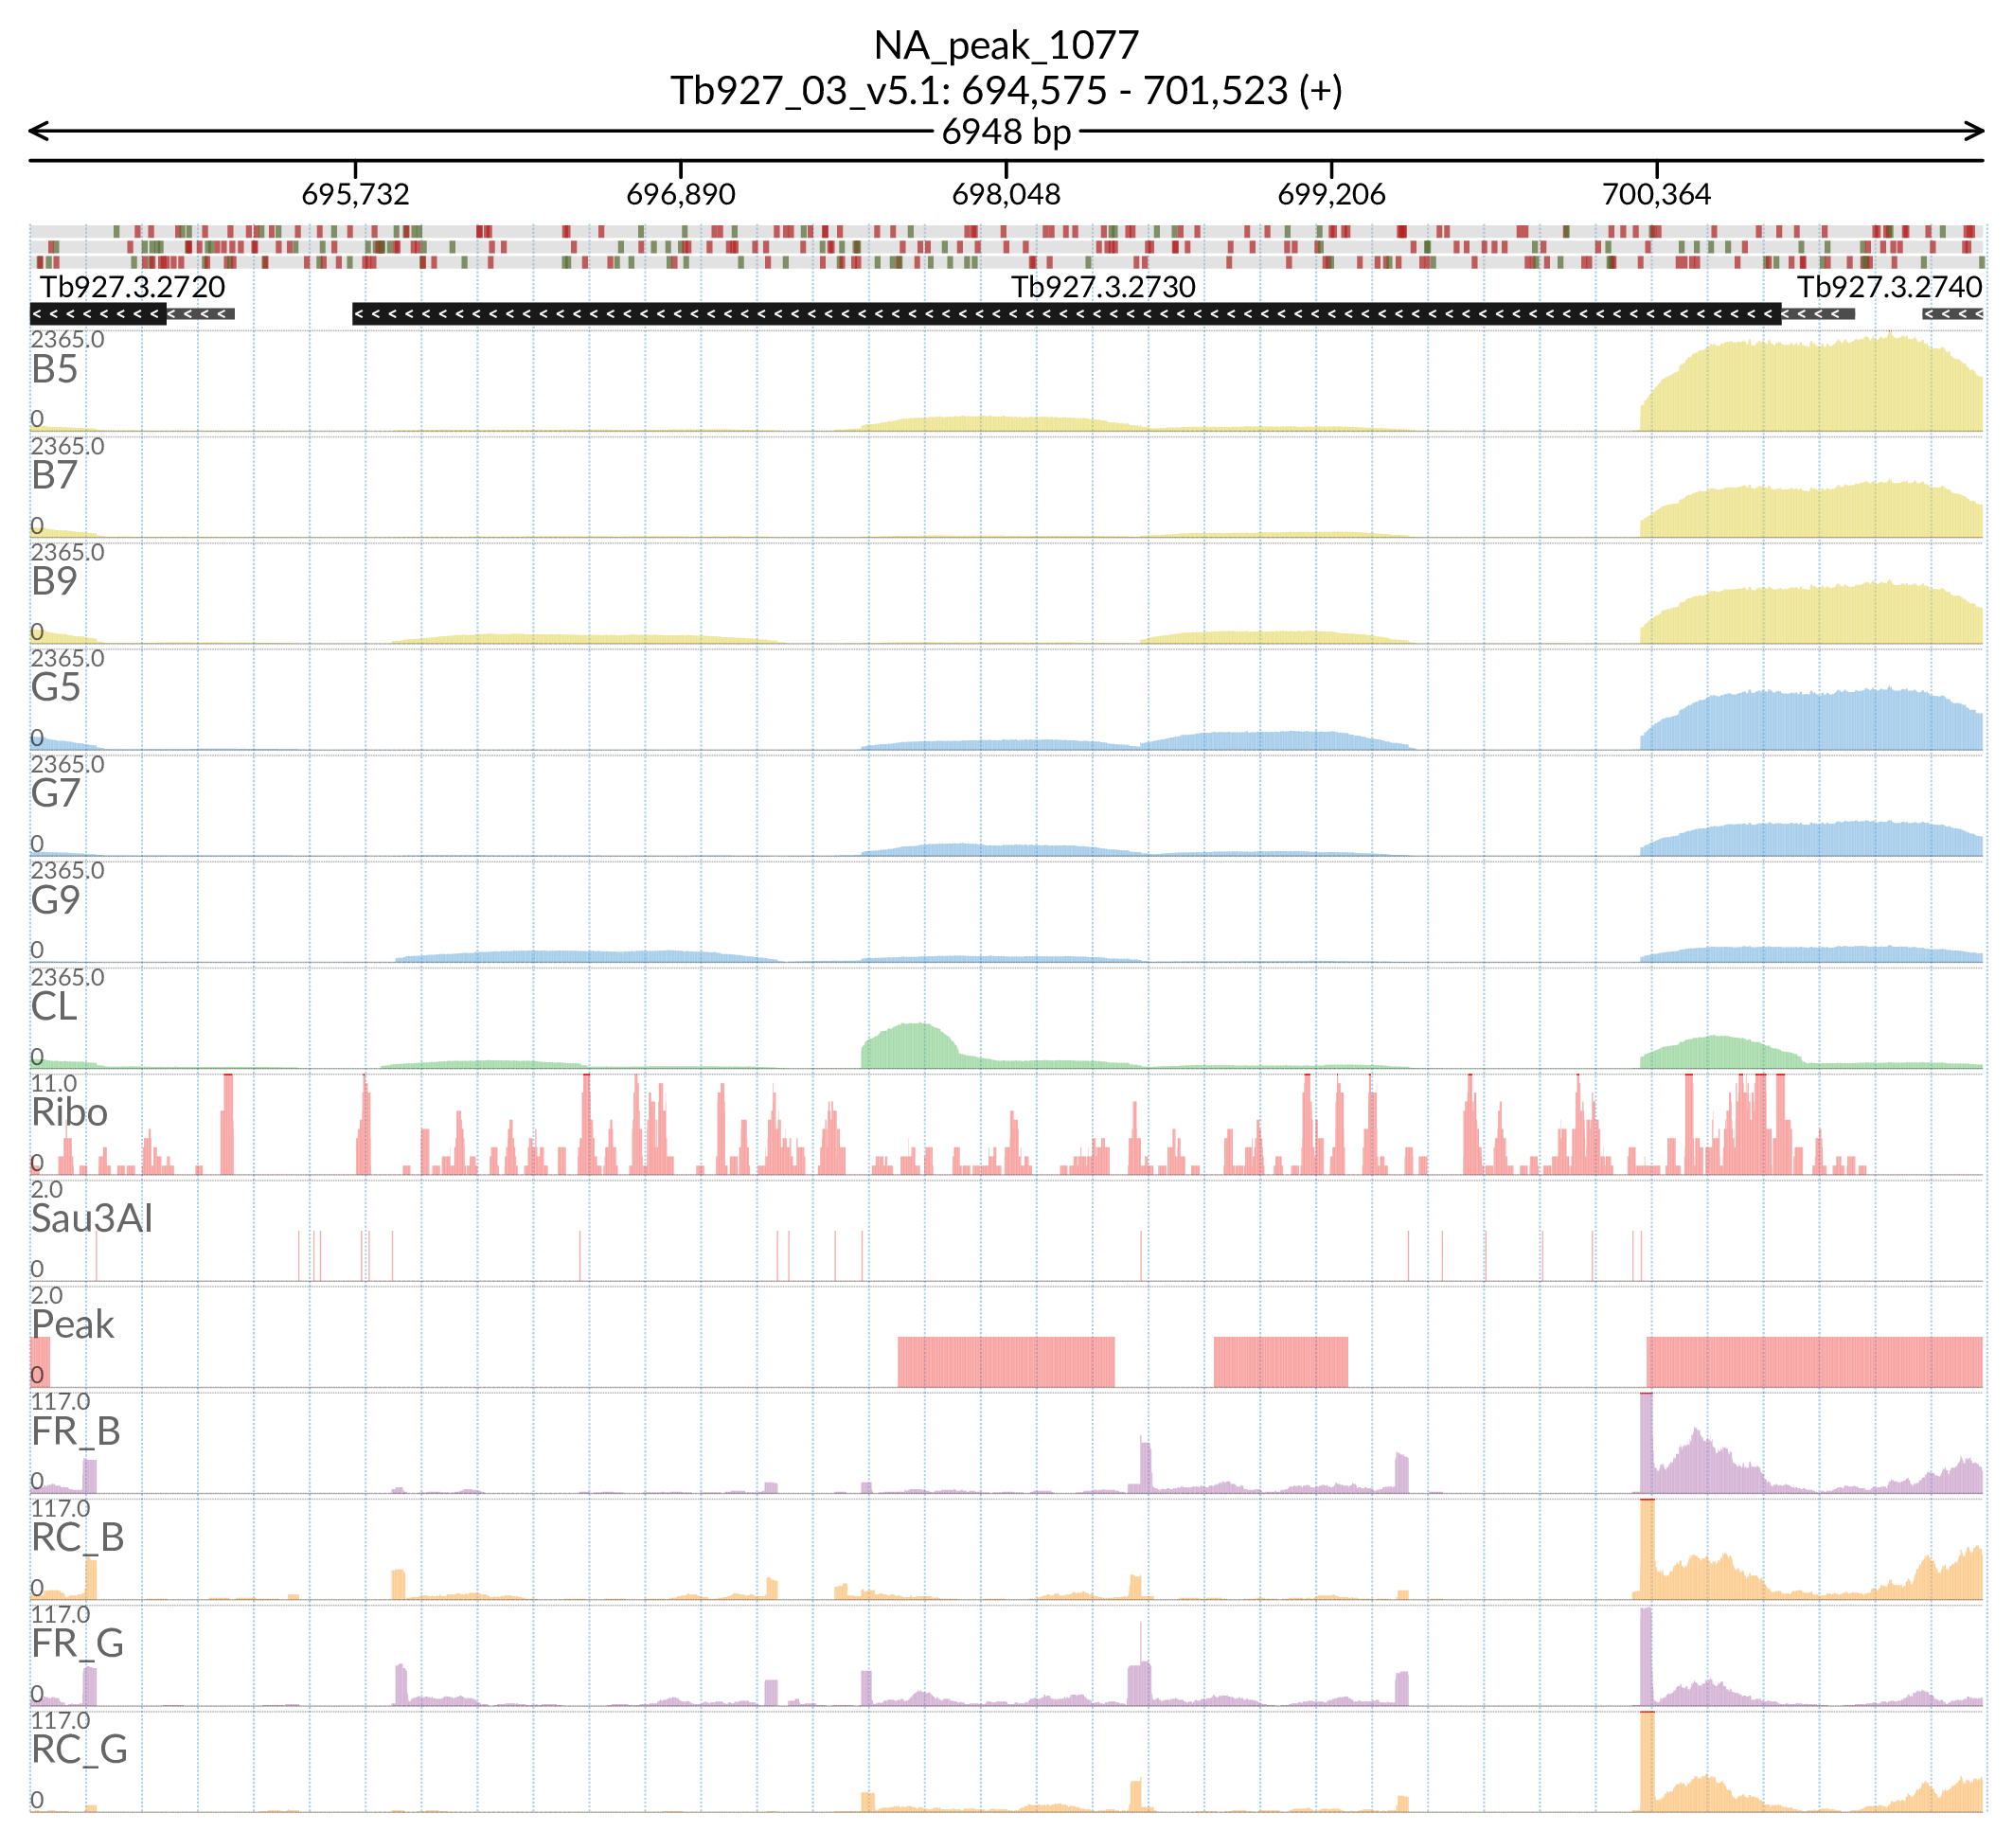 NA_peak_1077
Tb927_03_v5.1: 694,575 - 701,523 (+)
6948 bp
695,732 696,890 698,048 699,206 700,364
Tb927.3.2720 Tb927.3.2730 Tb927.3.2740
2365.0
B5
0
2365.0
B7
0
2365.0
B9
0
2365.0
G5
0
2365.0
G7
0
2365.0
G9
0
2365.0
CL
0
11.0
Ribo
0
2.0
Sau3AI
0
2.0
Peak
0
117.0
FR_B
0
117.0
RC_B
0
117.0
FR_G
0
117.0
RC_G
0